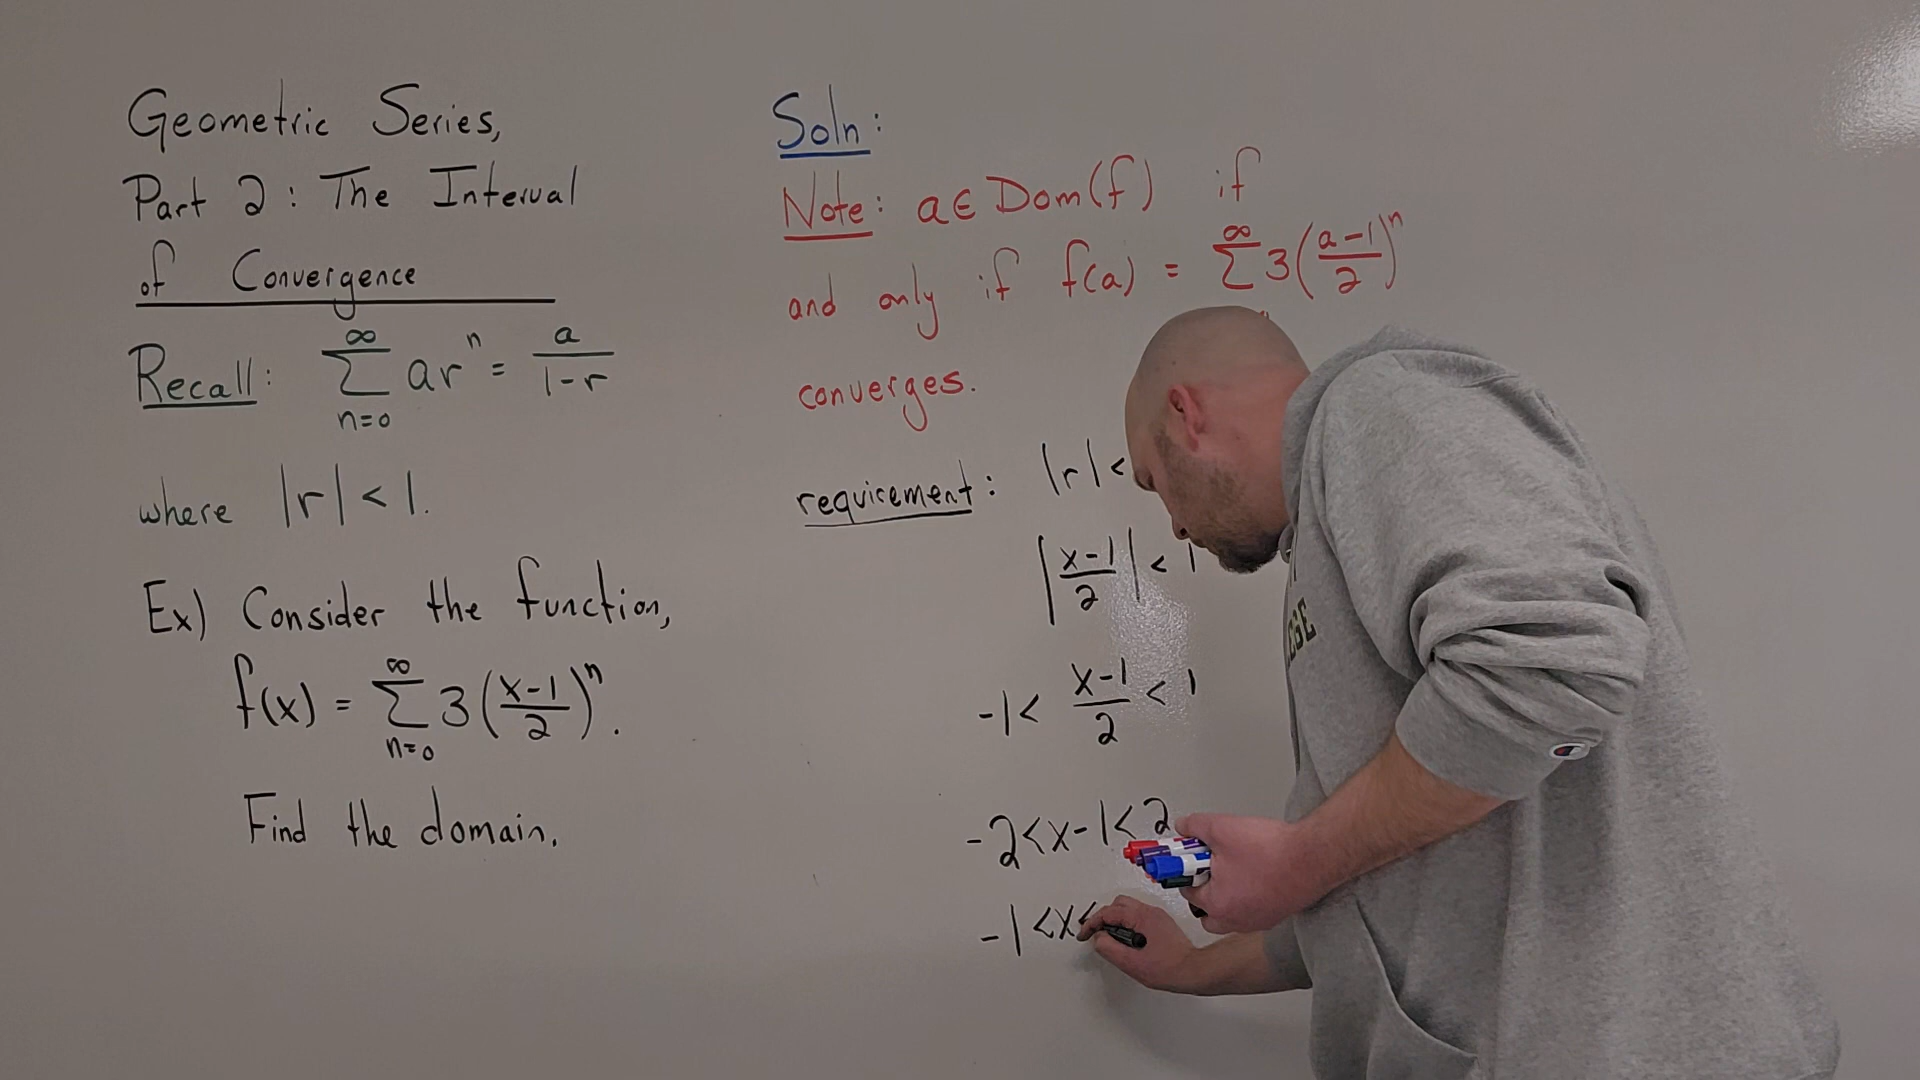 Geometric Series,
Part 2: The Interval
of Convergence
Recall: ∞∑n=0 ar^n = a/(1-r)
where |r| < 1.
Ex) Consider the function,
f(x) = ∞∑n=0 3((x-1)/2)^n.
Find the domain.
Soln:
Note: a∈Dom(f) if
and only if f(a) = ∞∑ 3((a-1)/2)^n
converges.
requirement: |r| <
|(x-1)/2| < 1
-1 < (x-1)/2 < 1
-2<x-1<2
-1<x<